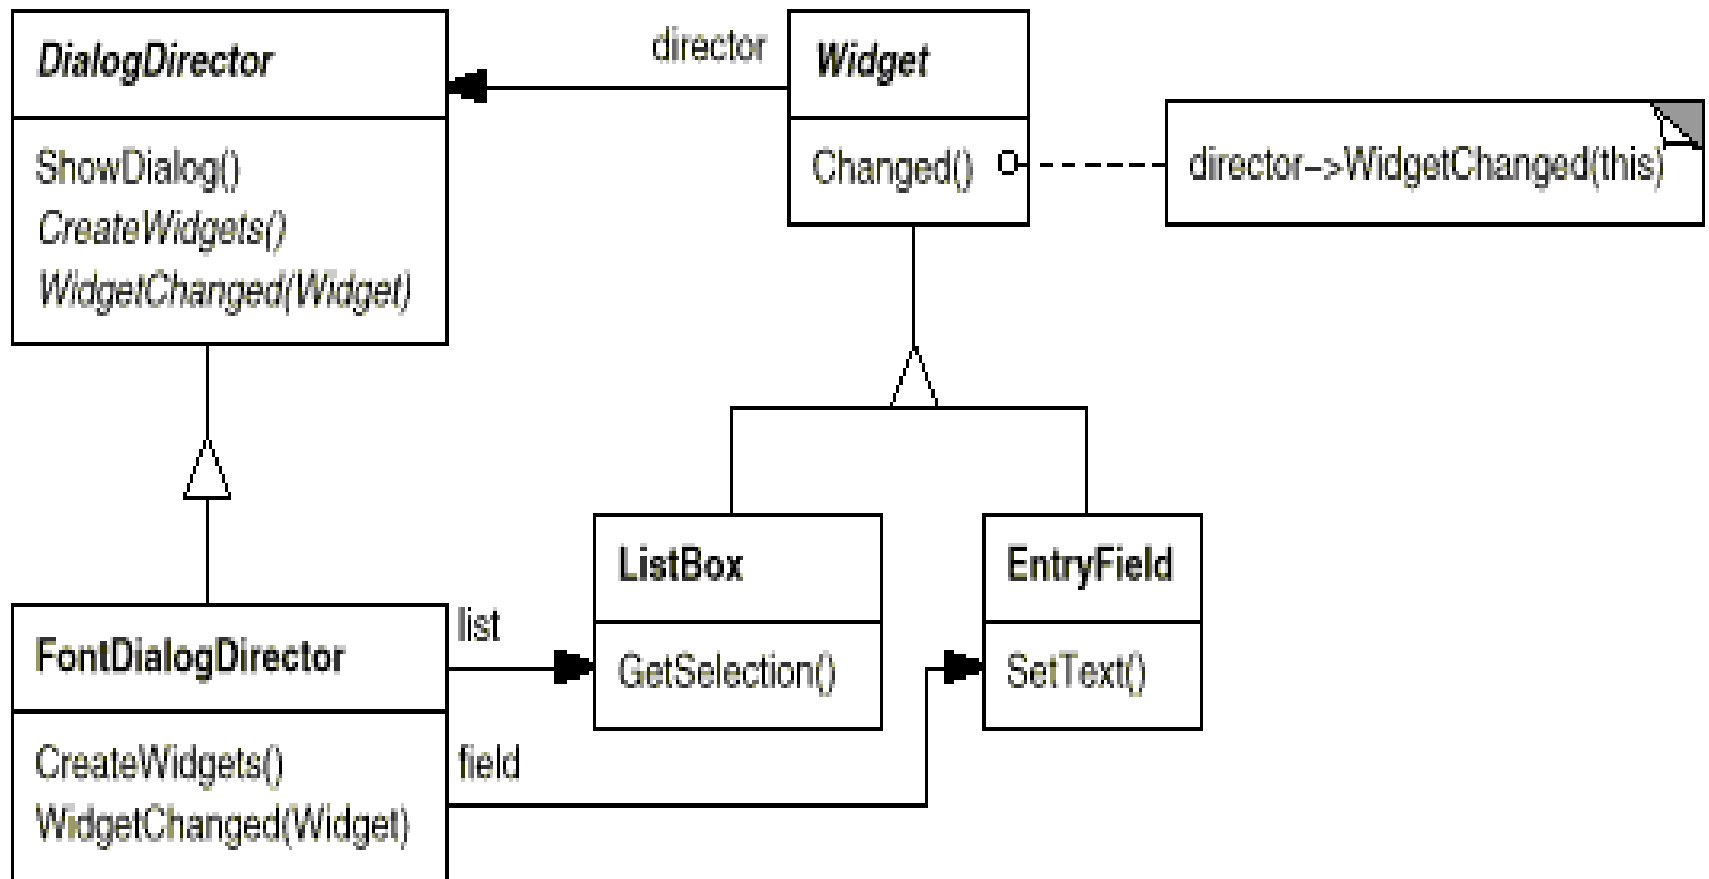 DialogDirector
ShowDialog()
CreateWidgets()
WidgetChanged(Widget)
director
Widget
Changed()
director–>WidgetChanged(this)
ListBox
GetSelection()
EntryField
SetText()
FontDialogDirector
CreateWidgets()
WidgetChanged(Widget)
list
field